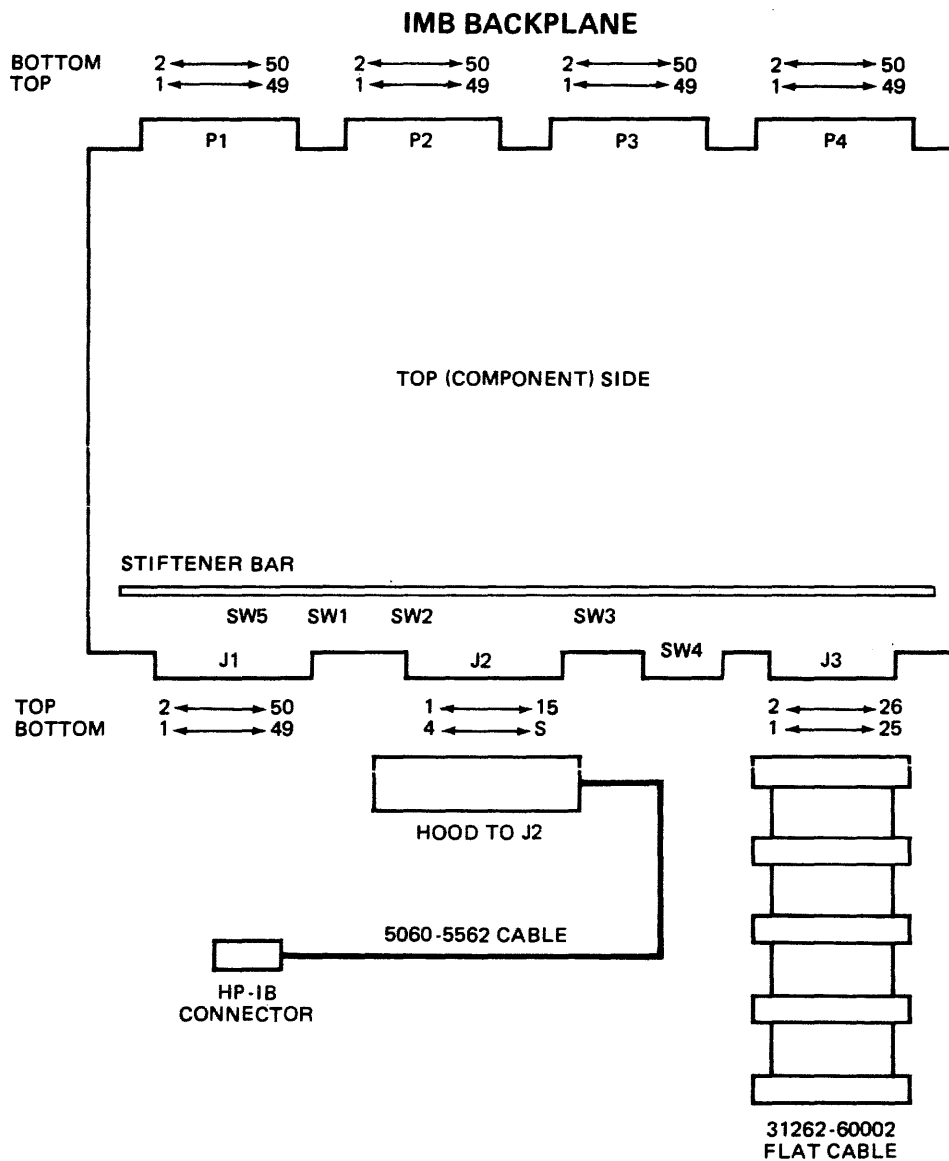 IMB BACKPLANE
BOTTOM 2 ↔ 50 2 ↔ 50 2 ↔ 50 2 ↔ 50
TOP 1 ↔ 49 1 ↔ 49 1 ↔ 49 1 ↔ 49
P1 P2 P3 P4
TOP (COMPONENT) SIDE
STIFTENER BAR
SW5 SW1 SW2 SW3
J1 J2 SW4 J3
TOP 2 ↔ 50 1 ↔ 15 2 ↔ 26
BOTTOM 1 ↔ 49 4 ↔ S 1 ↔ 25
HOOD TO J2
5060-5562 CABLE
HP-IB
CONNECTOR
31262-60002
FLAT CABLE